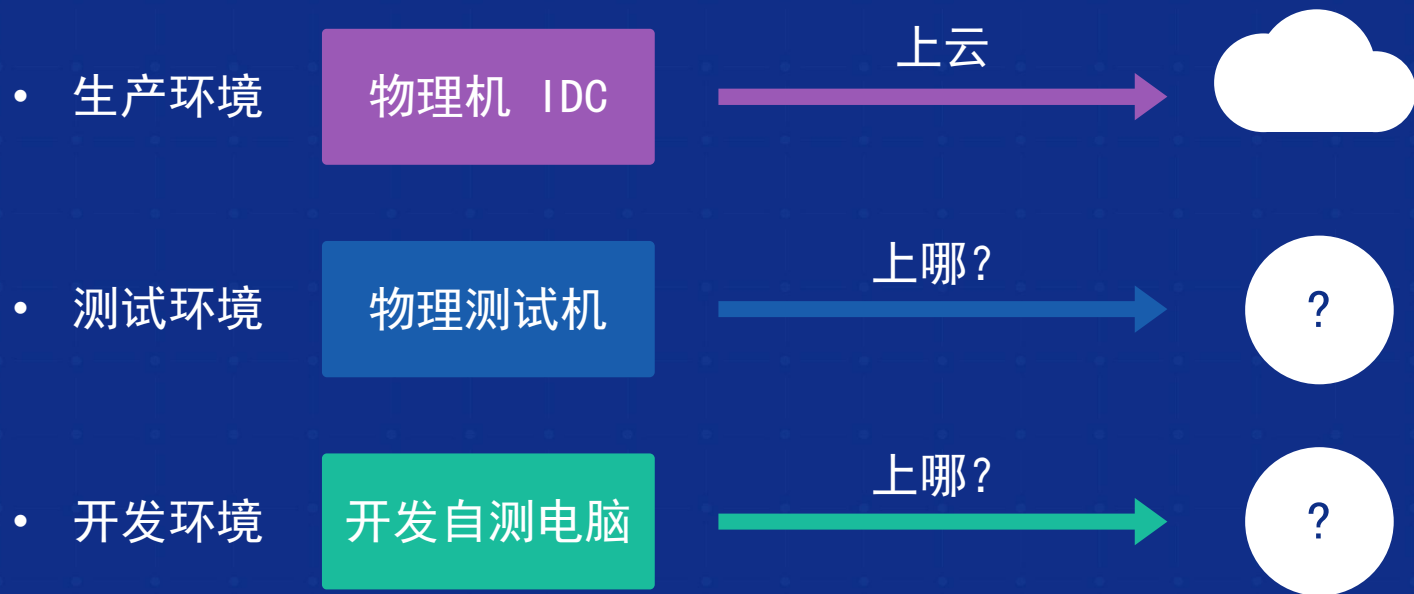 上云
• 生产环境 物理机 IDC
上哪?
• 测试环境 物理测试机 ?
上哪?
• 开发环境 开发自测电脑 ?